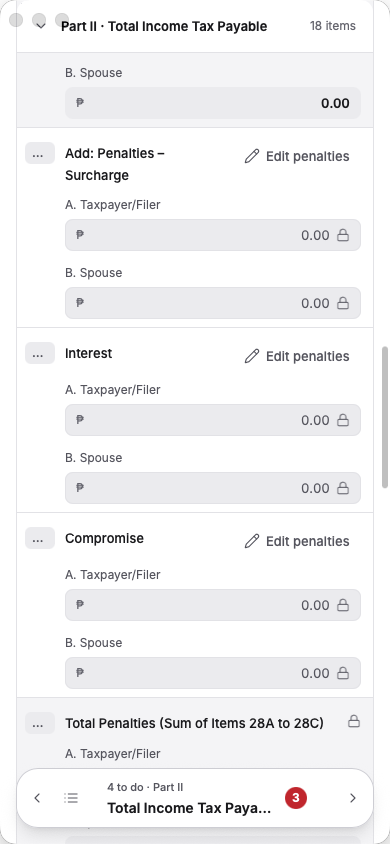 Part II · Total Income Tax Payable
18 items
B. Spouse
₱ 0.00
... Add: Penalties –
Surcharge
Edit penalties
A. Taxpayer/Filer
₱ 0.00
B. Spouse
₱ 0.00
... Interest
Edit penalties
A. Taxpayer/Filer
₱ 0.00
B. Spouse
₱ 0.00
... Compromise
Edit penalties
A. Taxpayer/Filer
₱ 0.00
B. Spouse
₱ 0.00
... Total Penalties (Sum of Items 28A to 28C)
A. Taxpayer/Filer
4 to do · Part II
Total Income Tax Paya...
3